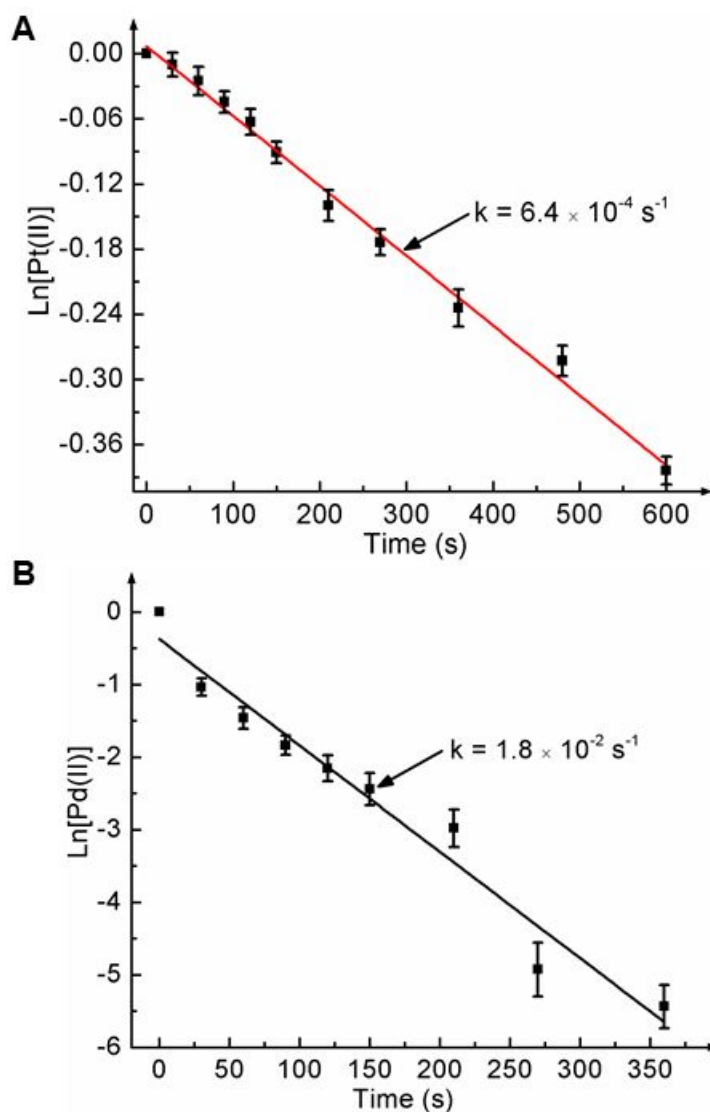 A
0.00
-0.06
-0.12
-0.18
-0.24
-0.30
-0.36
Ln[Pt(II)]
k = 6.4 × 10⁻⁴ s⁻¹
0 100 200 300 400 500 600
Time (s)
B
0
-1
-2
-3
-4
-5
-6
Ln[Pd(II)]
k = 1.8 × 10⁻² s⁻¹
0 50 100 150 200 250 300 350
Time (s)